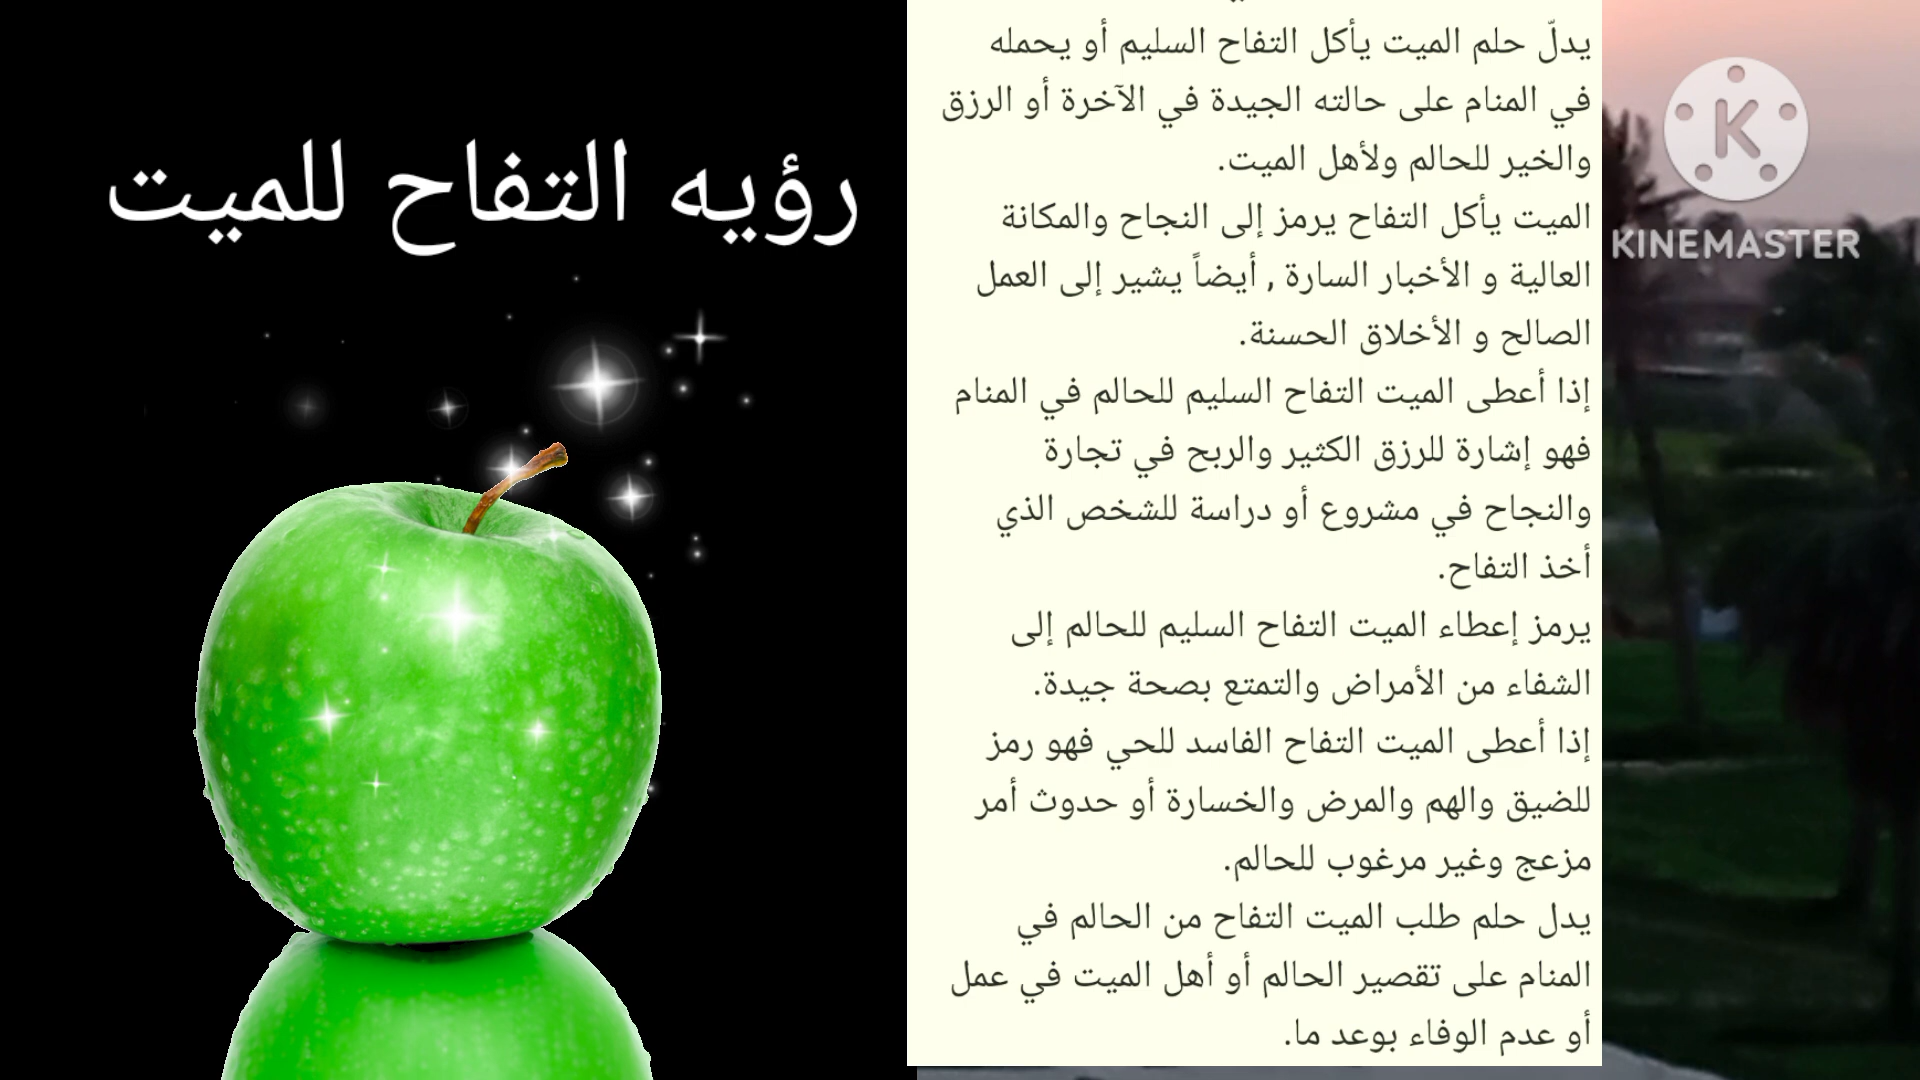 رؤيه التفاح للميت
يدلّ حلم الميت يأكل التفاح السليم أو يحمله
في المنام على حالته الجيدة في الآخرة أو الرزق
والخير للحالم ولأهل الميت.
الميت يأكل التفاح يرمز إلى النجاح والمكانة
العالية و الأخبار السارة , أيضاً يشير إلى العمل
الصالح و الأخلاق الحسنة.
إذا أعطى الميت التفاح السليم للحالم في المنام
فهو إشارة للرزق الكثير والربح في تجارة
والنجاح في مشروع أو دراسة للشخص الذي
أخذ التفاح.
يرمز إعطاء الميت التفاح السليم للحالم إلى
الشفاء من الأمراض والتمتع بصحة جيدة.
إذا أعطى الميت التفاح الفاسد للحي فهو رمز
للضيق والهم والمرض والخسارة أو حدوث أمر
مزعج وغير مرغوب للحالم.
يدل حلم طلب الميت التفاح من الحالم في
المنام على تقصير الحالم أو أهل الميت في عمل
أو عدم الوفاء بوعد ما.
K
KINEMASTER